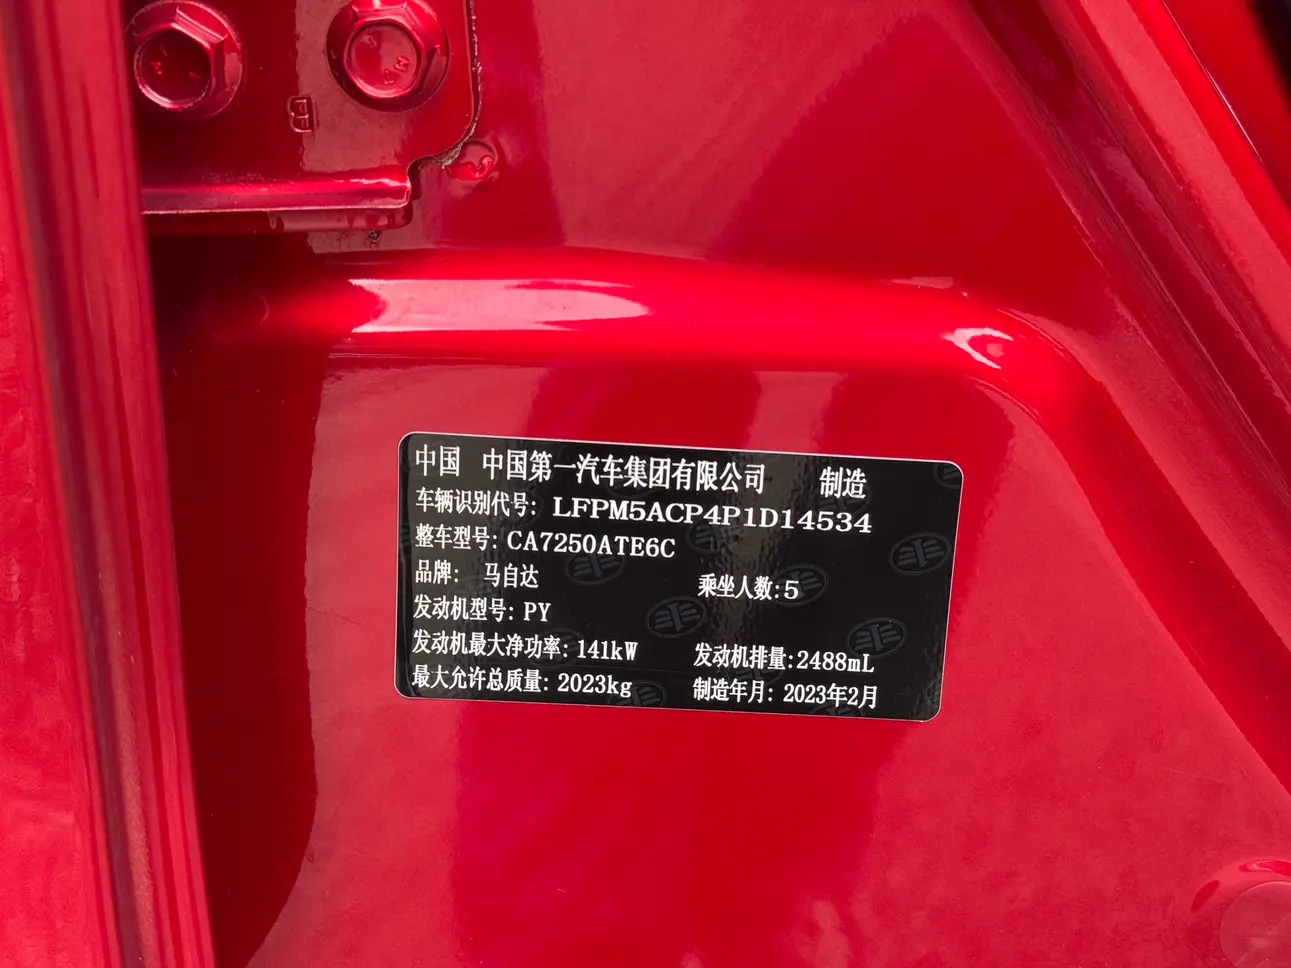 中国 中国第一汽车集团有限公司 制造
车辆识别代号: LFPM5ACP4P1D14534
整车型号: CA7250ATE6C
品牌: 马自达 乘坐人数:5
发动机型号: PY
发动机最大净功率: 141kW 发动机排量:2488mL
最大允许总质量: 2023kg 制造年月: 2023年2月